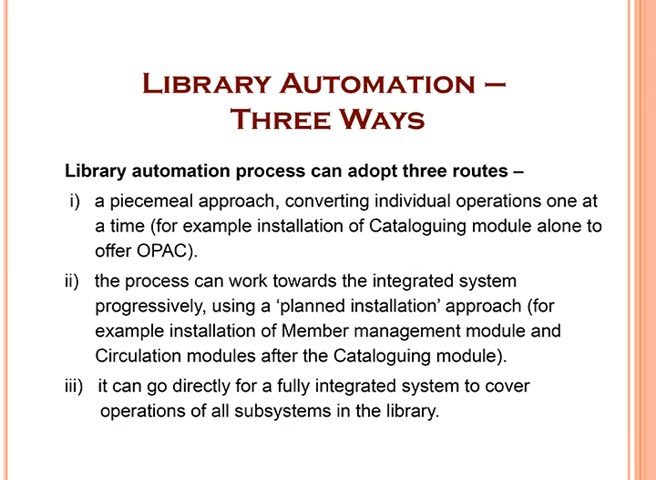 LIBRARY AUTOMATION –
THREE WAYS
Library automation process can adopt three routes –
i) a piecemeal approach, converting individual operations one at
a time (for example installation of Cataloguing module alone to
offer OPAC).
ii) the process can work towards the integrated system
progressively, using a ‘planned installation’ approach (for
example installation of Member management module and
Circulation modules after the Cataloguing module).
iii) it can go directly for a fully integrated system to cover
operations of all subsystems in the library.